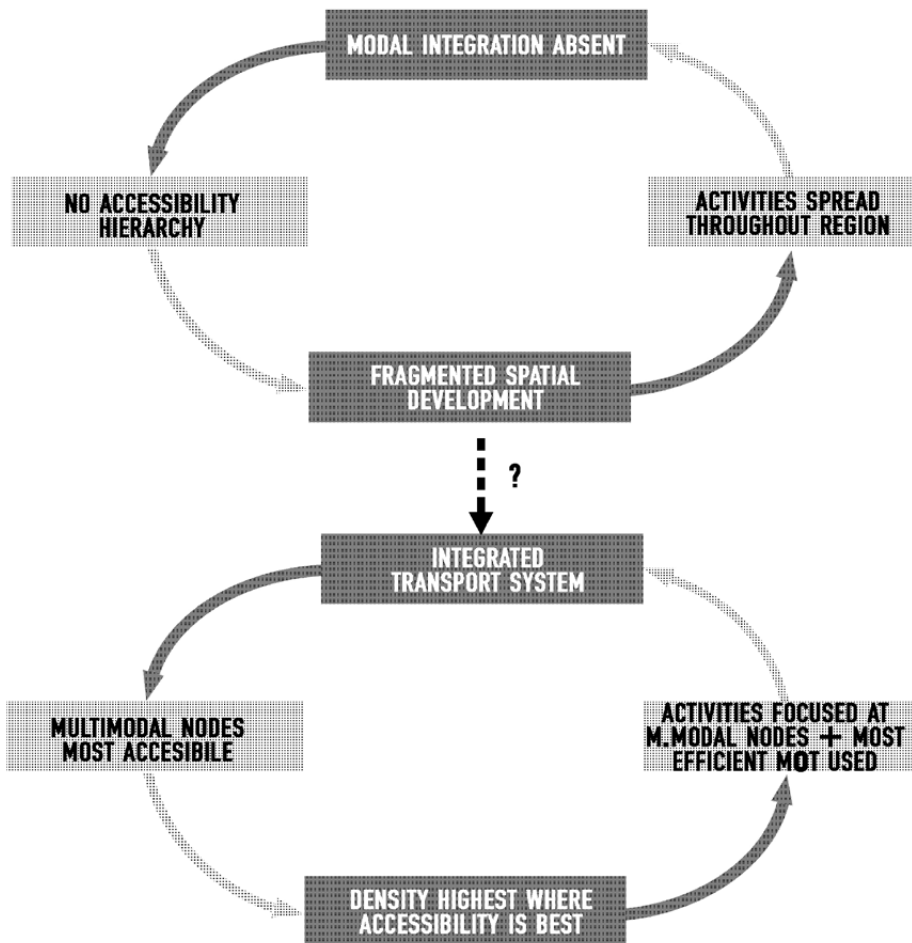 MODAL INTEGRATION ABSENT
NO ACCESSIBILITY
HIERARCHY
ACTIVITIES SPREAD
THROUGHOUT REGION
FRAGMENTED SPATIAL
DEVELOPMENT
?
INTEGRATED
TRANSPORT SYSTEM
MULTIMODAL NODES
MOST ACCESIBILE
ACTIVITIES FOCUSED AT
M.MODAL NODES + MOST
EFFICIENT MOT USED
DENSITY HIGHEST WHERE
ACCESSIBILITY IS BEST